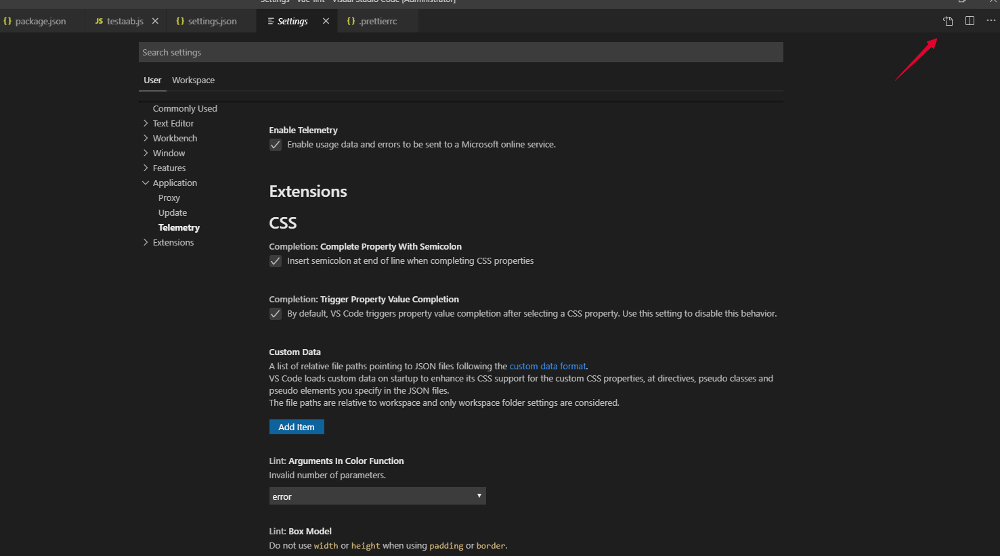 Settings - vue-lint - Visual Studio Code [Administrator]
{} package.json
JS testaab.js
{} settings.json
Settings
{} .prettierrc
Search settings
User
Workspace
Commonly Used
Text Editor
Workbench
Window
Features
Application
Proxy
Update
Telemetry
Extensions
Enable Telemetry
Enable usage data and errors to be sent to a Microsoft online service.
Extensions
CSS
Completion: Complete Property With Semicolon
Insert semicolon at end of line when completing CSS properties
Completion: Trigger Property Value Completion
By default, VS Code triggers property value completion after selecting a CSS property. Use this setting to disable this behavior.
Custom Data
A list of relative file paths pointing to JSON files following the custom data format.
VS Code loads custom data on startup to enhance its CSS support for the custom CSS properties, at directives, pseudo classes and
pseudo elements you specify in the JSON files.
The file paths are relative to workspace and only workspace folder settings are considered.
Add Item
Lint: Arguments In Color Function
Invalid number of parameters.
error
Lint: Box Model
Do not use width or height when using padding or border.